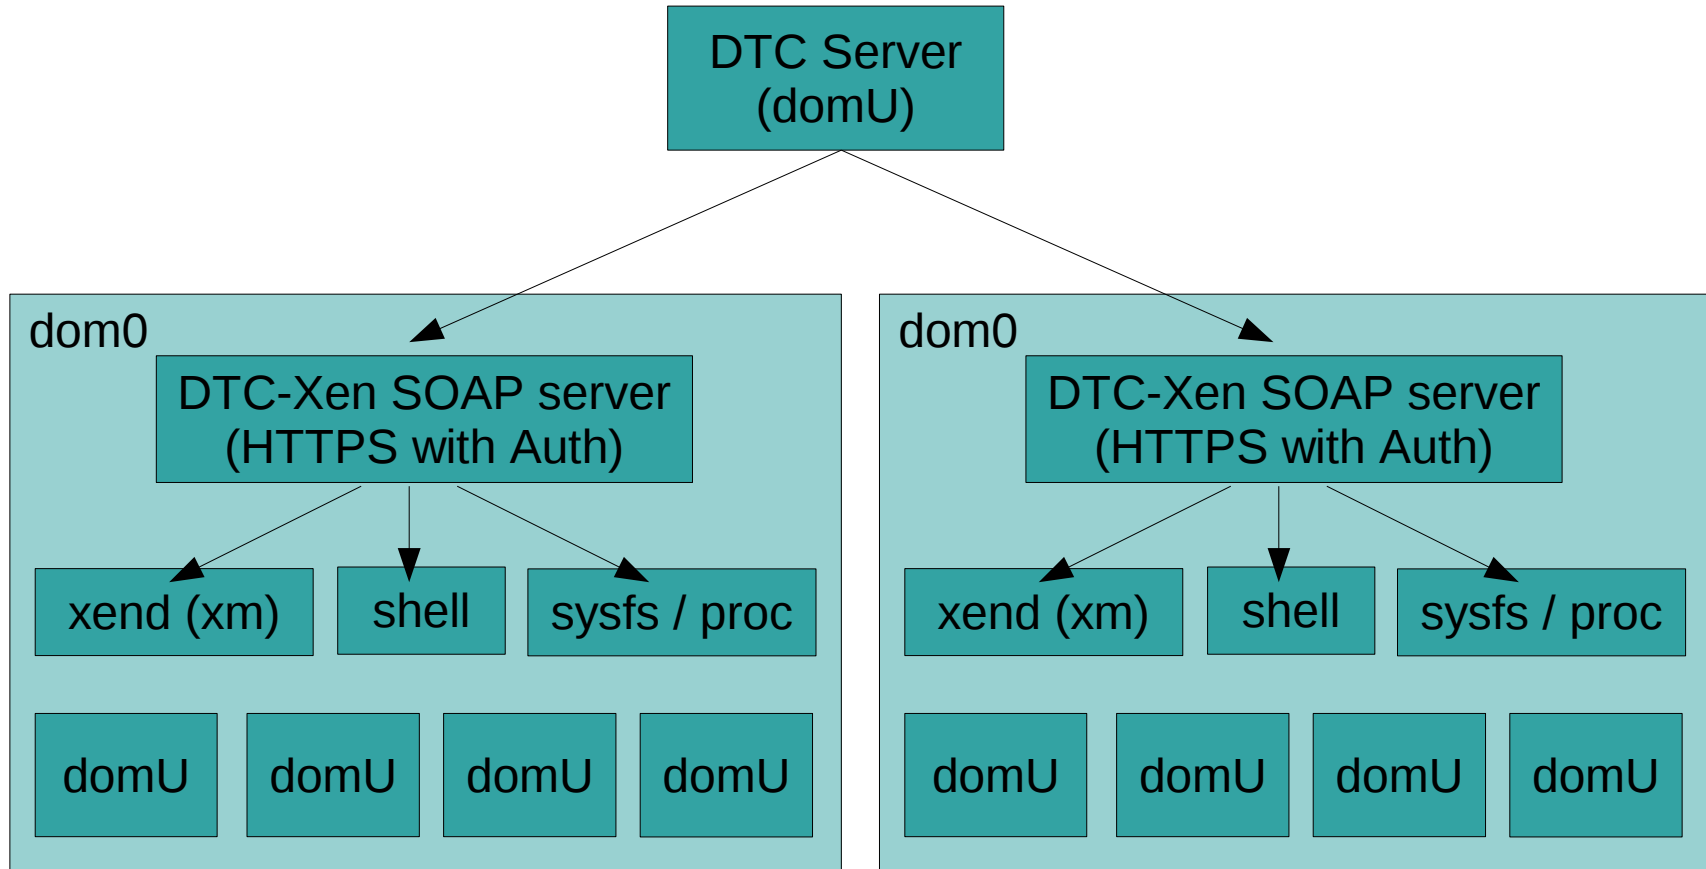 DTC Server
(domU)
dom0
DTC-Xen SOAP server
(HTTPS with Auth)
xend (xm)
shell
sysfs / proc
domU
domU
domU
domU
dom0
DTC-Xen SOAP server
(HTTPS with Auth)
xend (xm)
shell
sysfs / proc
domU
domU
domU
domU